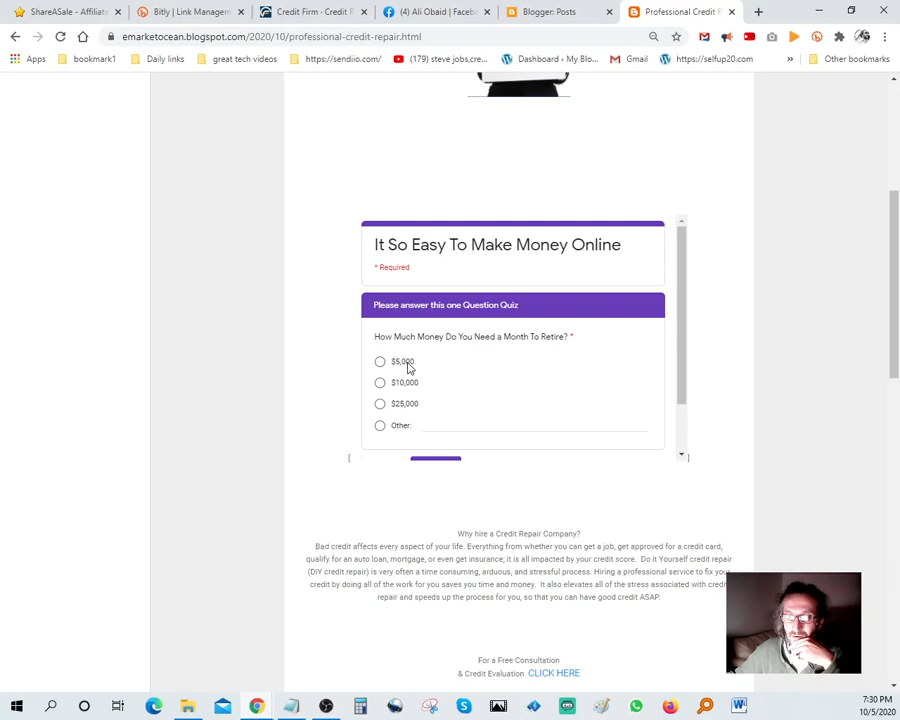 ShareASale - Affiliate
Bitly | Link Managem
Credit Firm - Credit R
(4) Ali Obaid | Facebo
Blogger: Posts
Professional Credit R
emarketocean.blogspot.com/2020/10/professional-credit-repair.html
Apps
bookmark1
Daily links
great tech videos
https://sendiio.com/
(179) steve jobs,cre...
Dashboard ‹ My Blo...
Gmail
https://selfup20.com
»
Other bookmarks
It So Easy To Make Money Online
* Required
Please answer this one Question Quiz
How Much Money Do You Need a Month To Retire? *
$5,000
$10,000
$25,000
Other:
[ ]
Why hire a Credit Repair Company?
Bad credit affects every aspect of your life. Everything from whether you can get a job, get approved for a credit card,
qualify for an auto loan, mortgage, or even get insurance; it is all impacted by your credit score. Do it Yourself credit repair
(DIY credit repair) is very often a time consuming, arduous, and stressful process. Hiring a professional service to fix your
credit by doing all of the work for you saves you time and money. It also elevates all of the stress associated with credit
repair and speeds up the process for you, so that you can have good credit ASAP.
For a Free Consultation
& Credit Evaluation CLICK HERE
7:30 PM
10/5/2020